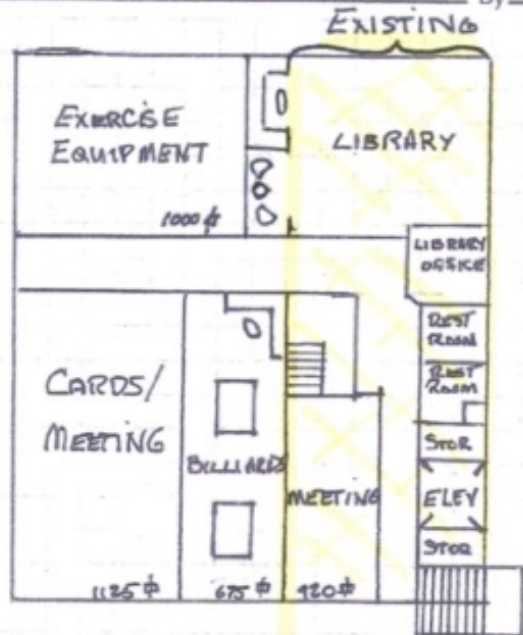 By
EXISTING
EXERCISE
EQUIPMENT
1000 ⏀
LIBRARY
LIBRARY
OFFICE
REST
ROOM
REST
ROOM
CARDS/
MEETING
1125 ⏀
BILLIARDS
675 ⏀
MEETING
420 ⏀
STOR
ELEV
STOR